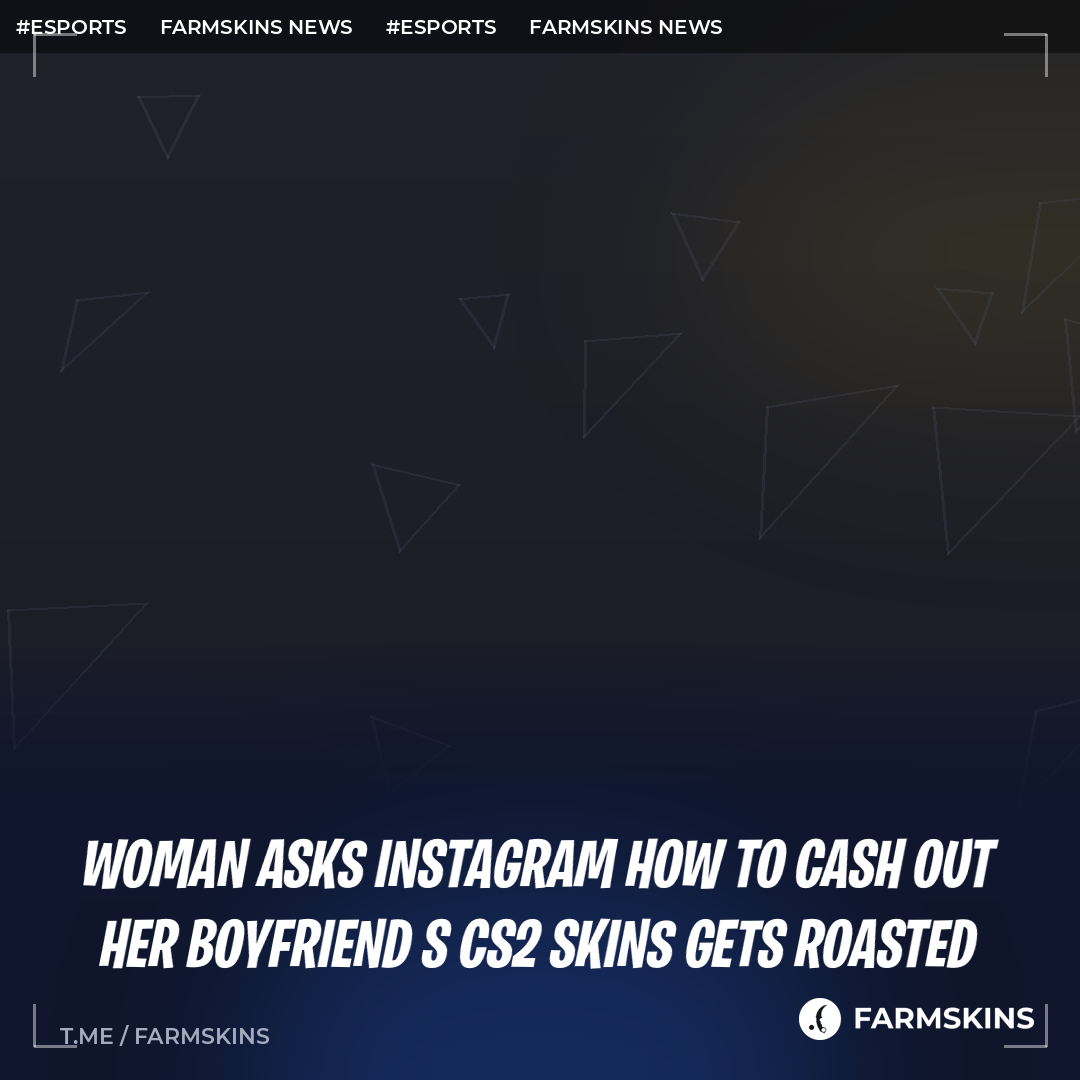 #ESPORTS FARMSKINS NEWS #ESPORTS FARMSKINS NEWS
WOMAN ASKS INSTAGRAM HOW TO CASH OUT
HER BOYFRIEND S CS2 SKINS GETS ROASTED
T.ME / FARMSKINS
FARMSKINS